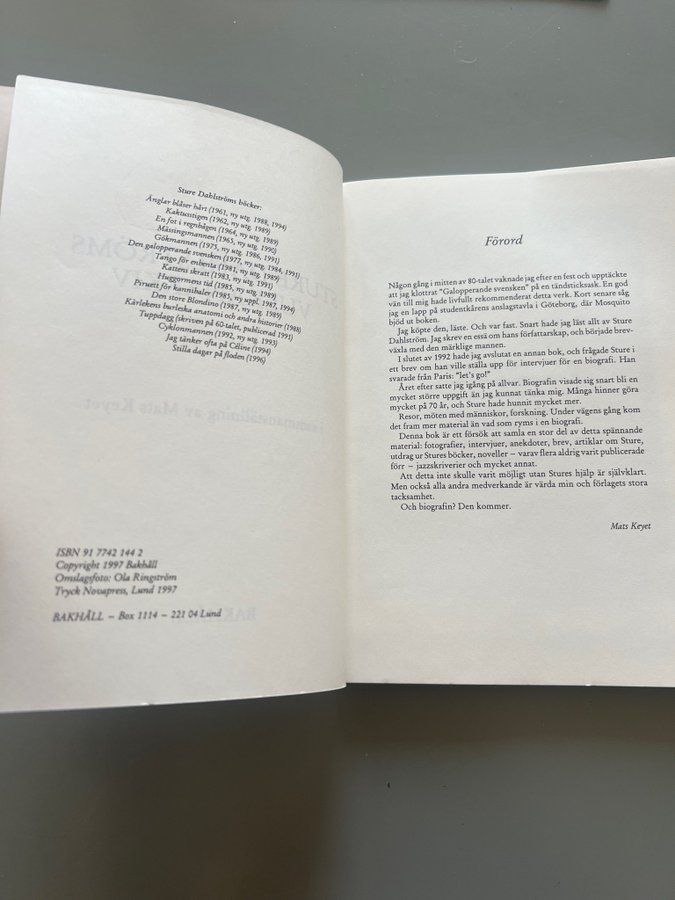 Sture Dahlströms böcker:
Änglar blåser hårt (1961, ny utg. 1988, 1994)
Kaktusstigen (1962, ny utg. 1989)
En fot i regnbågen (1964, ny utg. 1989)
Mässingsmannen (1965, ny utg. 1990)
Gökmannen (1975, ny utg. 1986, 1991)
Den galopperande svensken (1977, ny utg. 1984, 1991)
Tango för enbenta (1981, ny utg. 1989)
Kattens skratt (1983, ny utg. 1991)
Huggormens tid (1985, ny utg. 1989)
Piruett för kannibaler (1985, ny uppl. 1987, 1994)
Den store Blondino (1987, ny utg. 1989)
Kärlekens burleska anatomi och andra historier (1988)
Tuppdagg (skriven på 60-talet, publicerad 1991)
Cyklonmannen (1992, ny utg. 1993)
Jag tänker ofta på Céline (1994)
Stilla dagar på floden (1996)
ISBN 91 7742 144 2
Copyright 1997 Bakhåll
Omslagsfoto: Ola Ringström
Tryck Novapress, Lund 1997
BAKHÅLL – Box 1114 – 221 04 Lund
Förord
Någon gång i mitten av 80-talet vaknade jag efter en fest och upptäckte
att jag klottrat "Galopperande svensken" på en tändsticksask. En god
vän till mig hade livfullt rekommenderat detta verk. Kort senare såg
jag en lapp på studentkårens anslagstavla i Göteborg, där Mosquito
bjöd ut boken.
Jag köpte den, läste. Och var fast. Snart hade jag läst allt av Sture
Dahlström. Jag skrev en essä om hans författarskap, och började brev-
växla med den märklige mannen.
I slutet av 1992 hade jag avslutat en annan bok, och frågade Sture i
ett brev om han ville ställa upp för intervjuer för en biografi. Han
svarade från Paris: "let's go!"
Året efter satte jag igång på allvar. Biografin visade sig snart bli en
mycket större uppgift än jag kunnat tänka mig. Många hinner göra
mycket på 70 år, och Sture hade hunnit mycket mer.
Resor, möten med människor, forskning. Under vägens gång kom
det fram mer material än vad som ryms i en biografi.
Denna bok är ett försök att samla en stor del av detta spännande
material: fotografier, intervjuer, anekdoter, brev, artiklar om Sture,
utdrag ur Stures böcker, noveller – varav flera aldrig varit publicerade
förr – jazzskriverier och mycket annat.
Att detta inte skulle varit möjligt utan Stures hjälp är självklart.
Men också alla andra medverkande är värda min och förlagets stora
tacksamhet.
Och biografin? Den kommer.
Mats Keyet